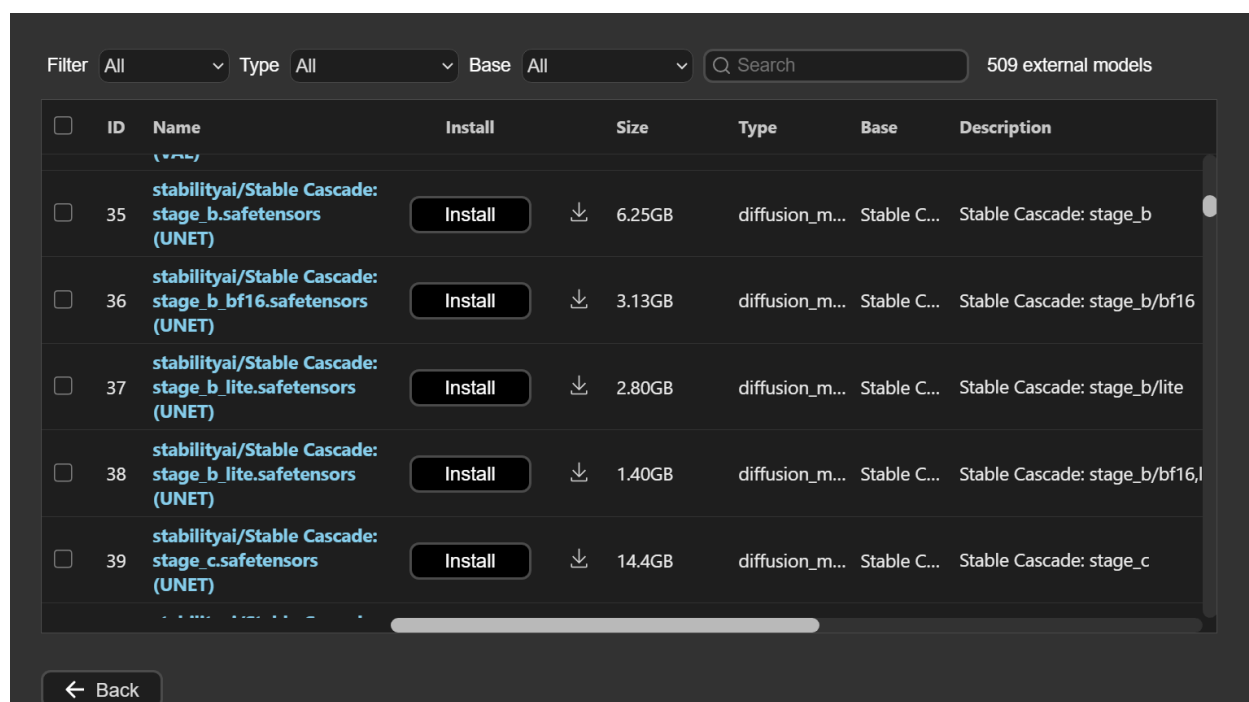 Filter All Type All Base All Search 509 external models
ID Name Install Size Type Base Description
(VAE)
stabilityai/Stable Cascade:
35 stage_b.safetensors Install 6.25GB diffusion_m... Stable C... Stable Cascade: stage_b
(UNET)
stabilityai/Stable Cascade:
36 stage_b_bf16.safetensors Install 3.13GB diffusion_m... Stable C... Stable Cascade: stage_b/bf16
(UNET)
stabilityai/Stable Cascade:
37 stage_b_lite.safetensors Install 2.80GB diffusion_m... Stable C... Stable Cascade: stage_b/lite
(UNET)
stabilityai/Stable Cascade:
38 stage_b_lite.safetensors Install 1.40GB diffusion_m... Stable C... Stable Cascade: stage_b/bf16,l
(UNET)
stabilityai/Stable Cascade:
39 stage_c.safetensors Install 14.4GB diffusion_m... Stable C... Stable Cascade: stage_c
(UNET)
Back